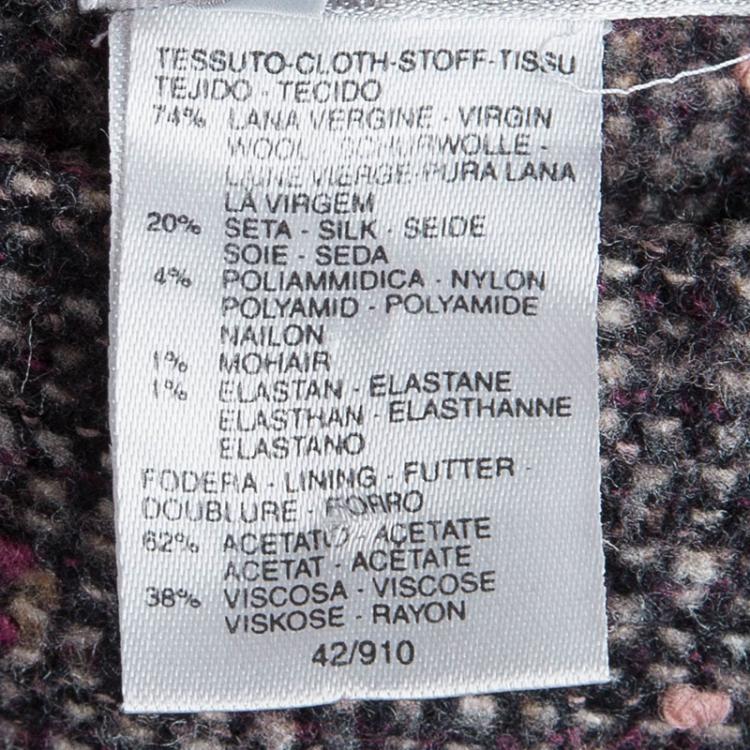 TESSUTO-CLOTH-STOFF-TISSU
TEJIDO - TECIDO
74% LANA VERGINE - VIRGIN
WOOL SCHURWOLLE -
LAINE VIERGE-PURA LANA
LA VIRGEM
20% SETA - SILK - SEIDE
SOIE - SEDA
4% POLIAMMIDICA - NYLON
POLYAMID - POLYAMIDE
NAILON
1% MOHAIR
1% ELASTAN - ELASTANE
ELASTHAN - ELASTHANNE
ELASTANO
FODERA - LINING - FUTTER -
DOUBLURE - FORRO
62% ACETATO - ACETATE
ACETAT - ACÉTATE
38% VISCOSA - VISCOSE
VISKOSE - RAYON
42/910